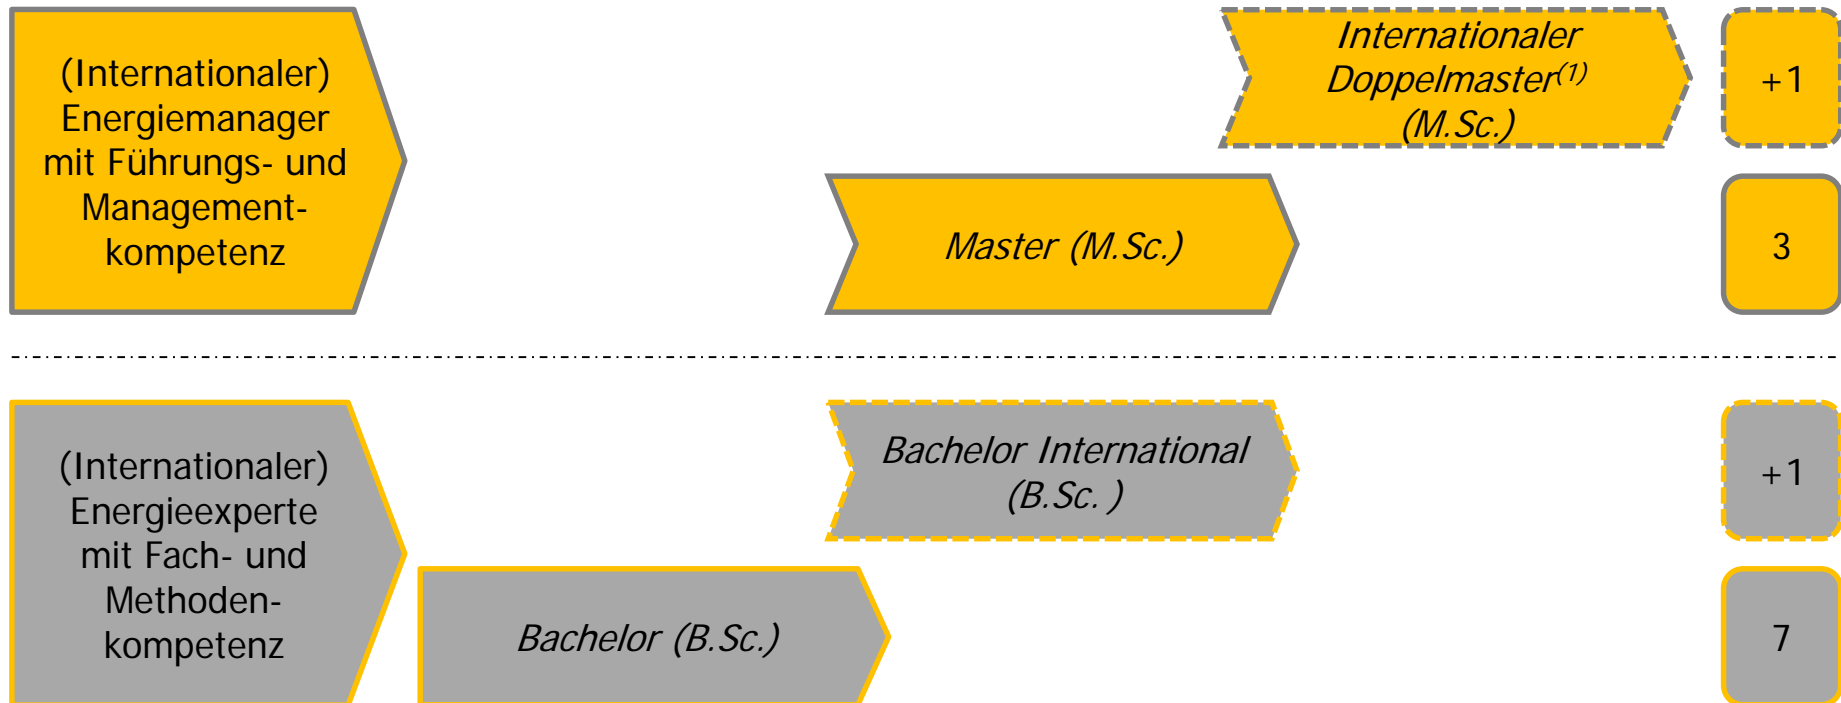 (Internationaler)
Energiemanager
mit Führungs- und
Management-
kompetenz
Internationaler
Doppelmaster(1)
(M.Sc.)
+1
Master (M.Sc.)
3
(Internationaler)
Energieexperte
mit Fach- und
Methoden-
kompetenz
Bachelor International
(B.Sc. )
+1
Bachelor (B.Sc.)
7